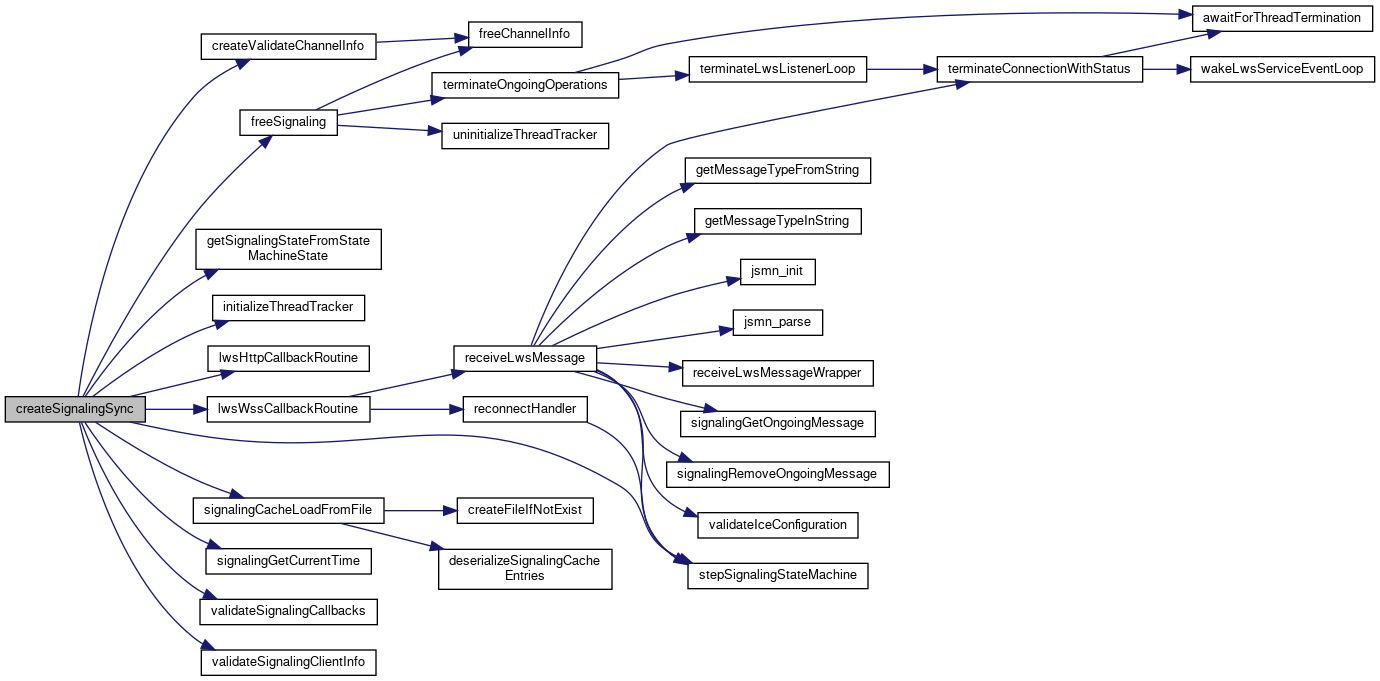 createSignalingSync
createValidateChannelInfo
freeSignaling
getSignalingStateFromState
MachineState
initializeThreadTracker
lwsHttpCallbackRoutine
lwsWssCallbackRoutine
signalingCacheLoadFromFile
signalingGetCurrentTime
validateSignalingCallbacks
validateSignalingClientInfo
freeChannelInfo
terminateOngoingOperations
uninitializeThreadTracker
receiveLwsMessage
reconnectHandler
createFileIfNotExist
deserializeSignalingCache
Entries
terminateLwsListenerLoop
getMessageTypeFromString
getMessageTypeInString
jsmn_init
jsmn_parse
receiveLwsMessageWrapper
signalingGetOngoingMessage
signalingRemoveOngoingMessage
validateIceConfiguration
stepSignalingStateMachine
terminateConnectionWithStatus
awaitForThreadTermination
wakeLwsServiceEventLoop